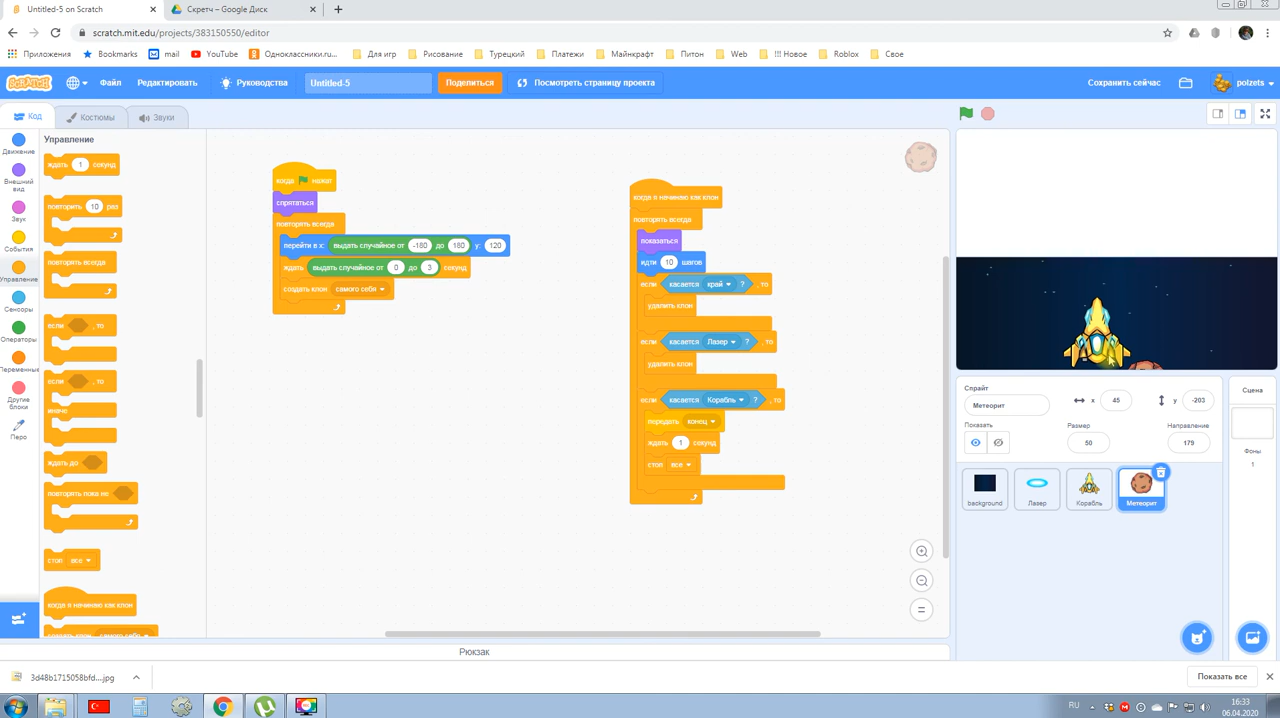 Untitled-5 on Scratch
Скретч – Google Диск
scratch.mit.edu/projects/383150550/editor
Приложения Bookmarks mail YouTube Одноклассники.ru... Для игр Рисование Турецкий Платежи Майнкрафт Питон Web !!! Новое Roblox Свое
SCRATCH Файл Редактировать Руководства Untitled-5 Поделиться Посмотреть страницу проекта Сохранить сейчас polzets
Код Костюмы Звуки
Движение
Внешний вид
Звук
События
Управление
Сенсоры
Операторы
Переменные
Другие блоки
Перо
Управление
ждать 1 секунд
повторить 10 раз
повторять всегда
если , то
если , то
иначе
ждать до
повторять пока не
стоп все
когда я начинаю как клон
создать клон самого себя
когда нажат
спрятаться
повторять всегда
перейти в x: выдать случайное от -180 до 180 y: 120
ждать выдать случайное от 0 до 3 секунд
создать клон самого себя
когда я начинаю как клон
повторять всегда
показаться
идти 10 шагов
если касается край ? , то
удалить клон
если касается Лазер ? , то
удалить клон
если касается Корабль ? , то
передать конец
ждать 1 секунд
стоп все
Спрайт
Метеорит x 45 y -203
Показать Размер Направление
50 179
background Лазер Корабль Метеорит
Сцена
Фоны
1
Рюкзак
3d48b1715058bfd....jpg
Показать все
RU 16:33
06.04.2020